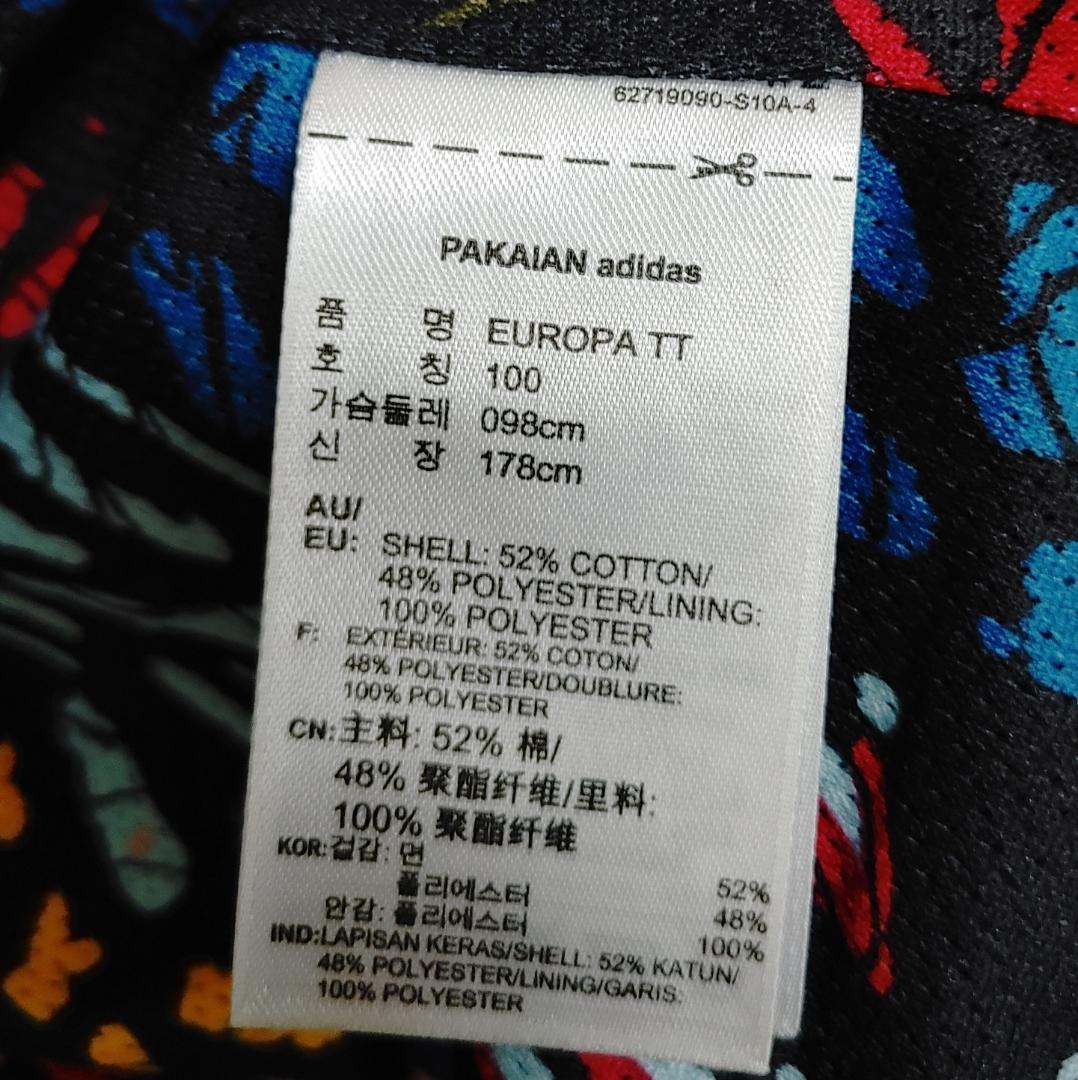 62719D90-S10A-4
PAKAIAN adidas
품 명 EUROPA TT
호 칭 100
가슴둘레 098cm
신 장 178cm
AU/
EU: SHELL: 52% COTTON/
48% POLYESTER/LINING:
100% POLYESTER
F: EXTÉRIEUR: 52% COTON/
48% POLYESTER/DOUBLURE:
100% POLYESTER
CN: 主料: 52% 棉/
48% 聚酯纤维/里料:
100% 聚酯纤维
KOR: 겉감: 면 52%
폴리에스터 48%
안감: 폴리에스터 100%
IND: LAPISAN KERAS/SHELL: 52% KATUN/
48% POLYESTER/LINING/GARIS:
100% POLYESTER